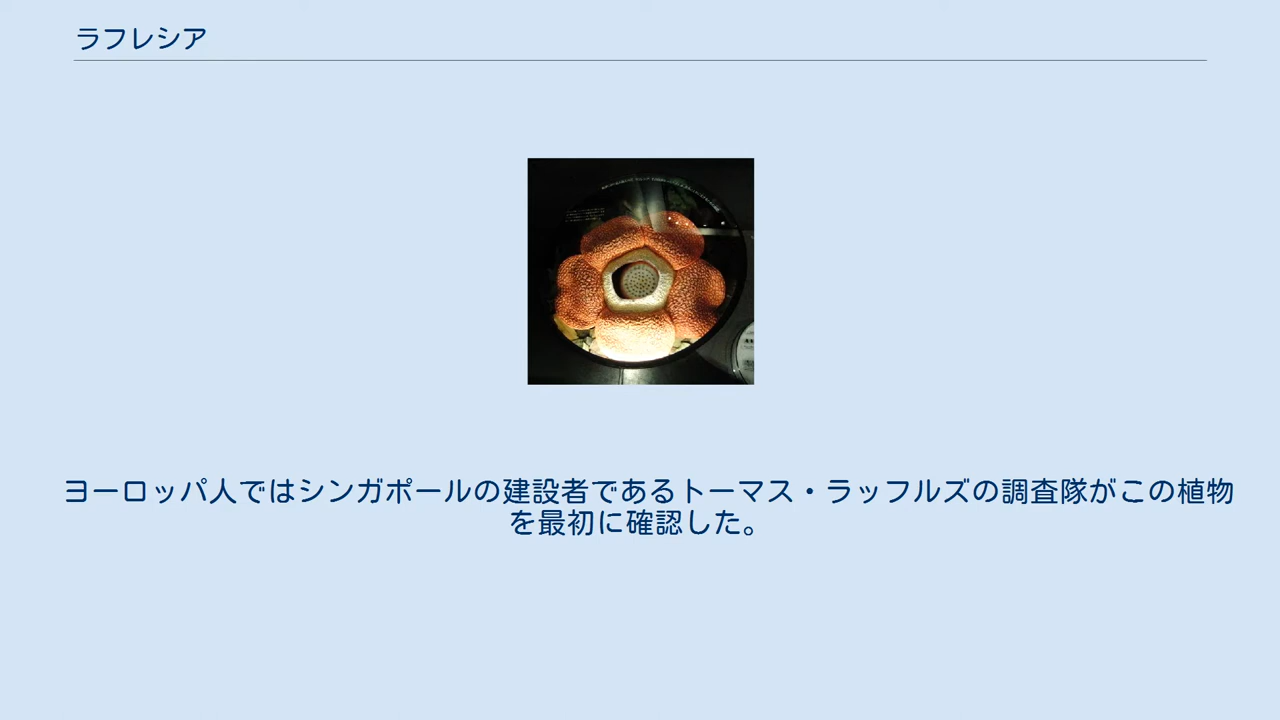 ラフレシア
ヨーロッパ人ではシンガポールの建設者であるトーマス・ラッフルズの調査隊がこの植物
を最初に確認した。